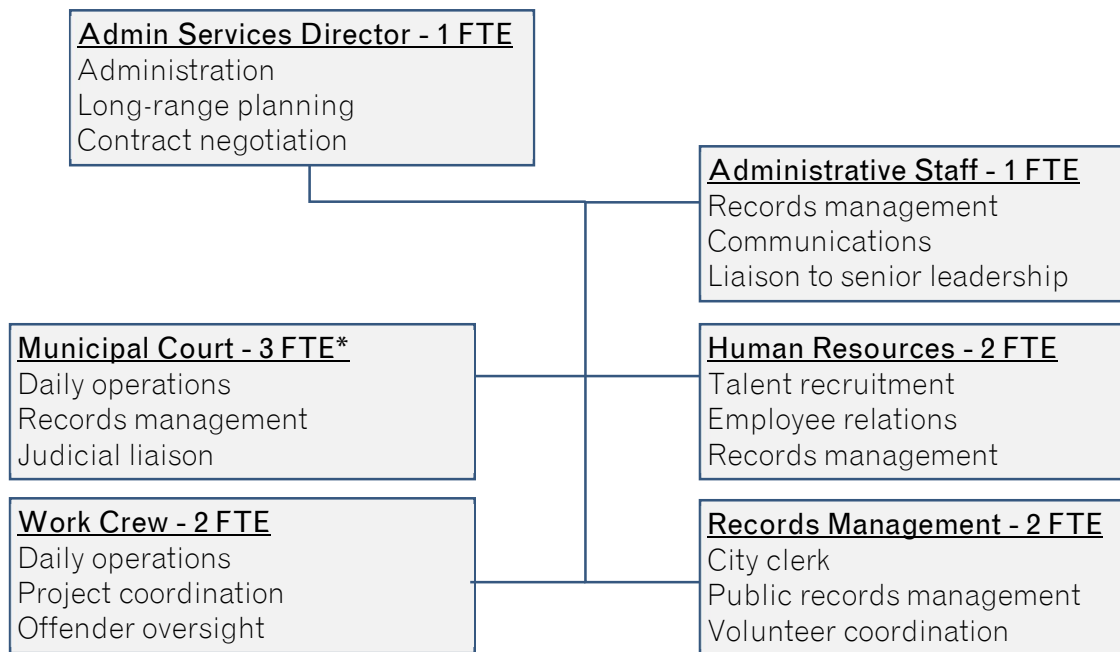 Admin Services Director - 1 FTE
Administration
Long-range planning
Contract negotiation
Administrative Staff - 1 FTE
Records management
Communications
Liaison to senior leadership
Municipal Court - 3 FTE*
Daily operations
Records management
Judicial liaison
Human Resources - 2 FTE
Talent recruitment
Employee relations
Records management
Work Crew - 2 FTE
Daily operations
Project coordination
Offender oversight
Records Management - 2 FTE
City clerk
Public records management
Volunteer coordination